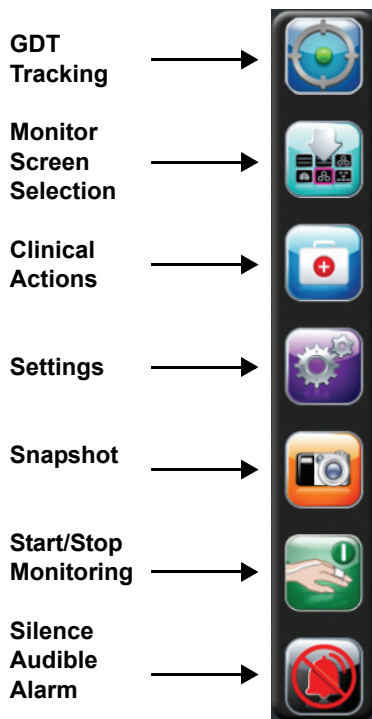 GDT
Tracking
Monitor
Screen
Selection
Clinical
Actions
Settings
Snapshot
Start/Stop
Monitoring
Silence
Audible
Alarm